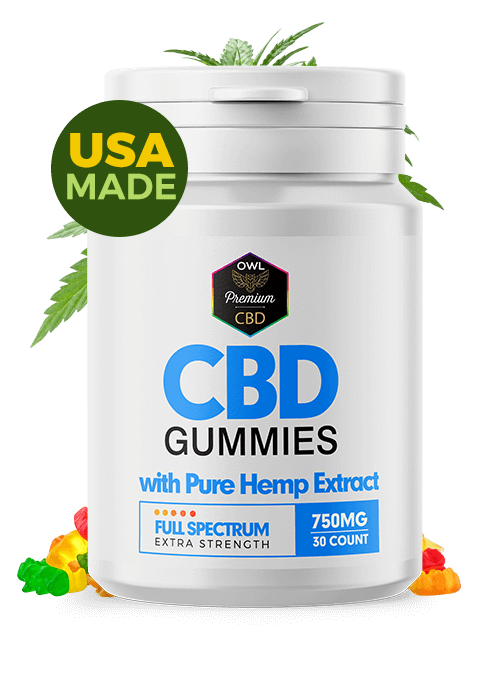 USA
MADE
OWL
Premium
CBD
CBD
GUMMIES
with Pure Hemp Extract
FULL SPECTRUM
EXTRA STRENGTH
750MG
30 COUNT